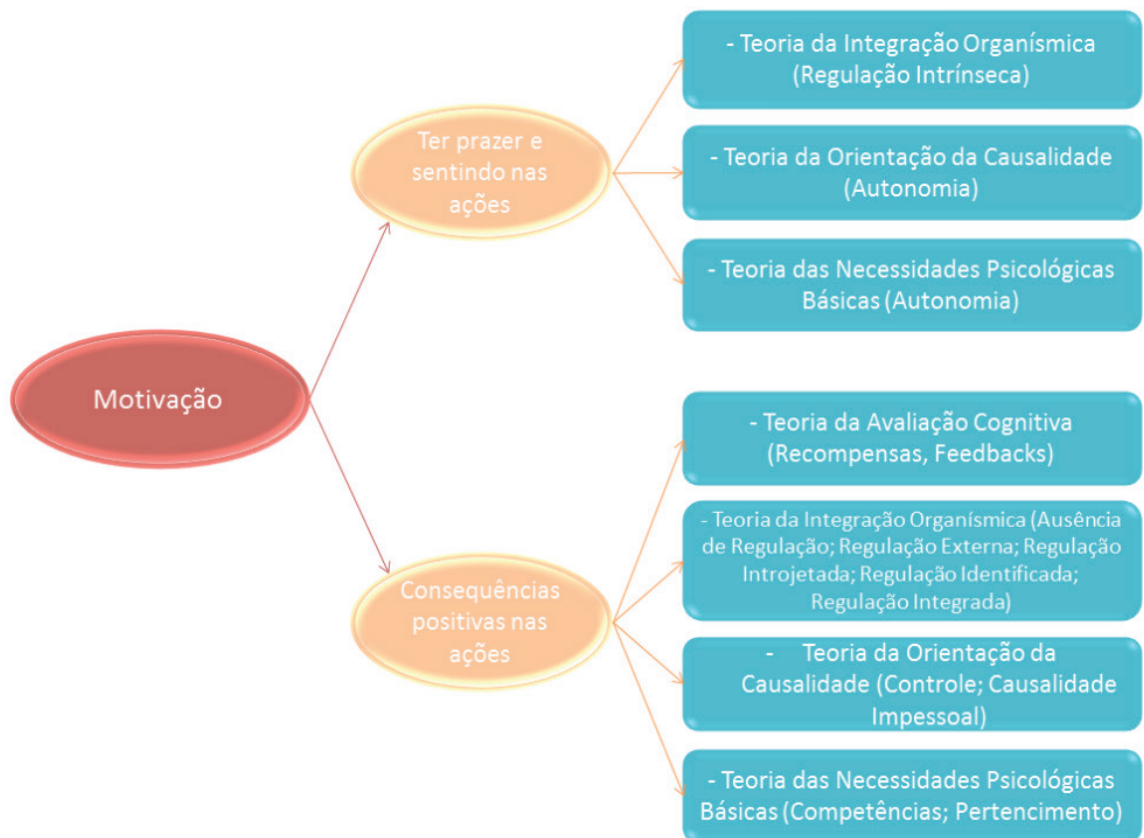 - Teoria da Integração Organísmica
(Regulação Intrínseca)
Ter prazer e
sentindo nas
ações
- Teoria da Orientação da Causalidade
(Autonomia)
- Teoria das Necessidades Psicológicas
Básicas (Autonomia)
Motivação
- Teoria da Avaliação Cognitiva
(Recompensas, Feedbacks)
- Teoria da Integração Organísmica (Ausência
de Regulação; Regulação Externa; Regulação
Introjetada; Regulação Identificada;
Regulação Integrada)
Consequências
positivas nas
ações
- Teoria da Orientação da
Causalidade (Controle; Causalidade
Impessoal)
- Teoria das Necessidades Psicológicas
Básicas (Competências; Pertencimento)